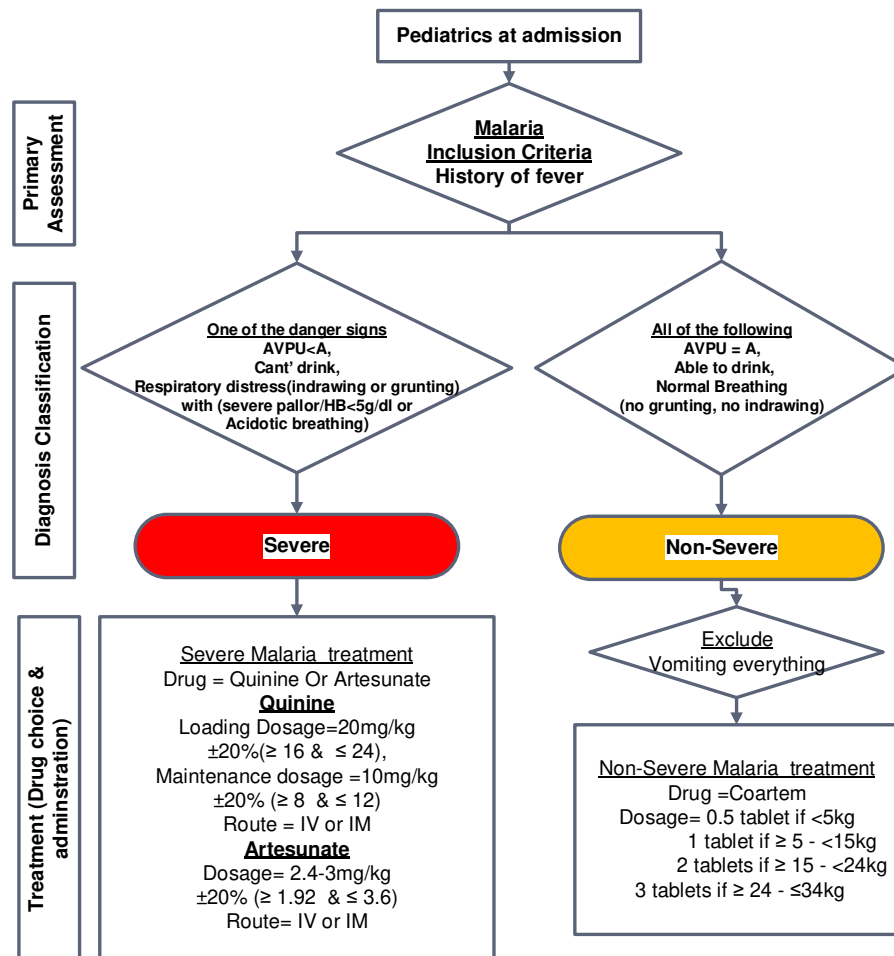 Pediatrics at admission
Primary
Assessment
Malaria
Inclusion Criteria
History of fever
Diagnosis Classification
One of the danger signs
AVPU<A,
Cant' drink,
Respiratory distress(indrawing or grunting)
with (severe pallor/HB<5g/dl or
Acidotic breathing)
All of the following
AVPU = A,
Able to drink,
Normal Breathing
(no grunting, no indrawing)
Severe
Non-Severe
Treatment (Drug choice &
adminstration)
Severe Malaria treatment
Drug = Quinine Or Artesunate
Quinine
Loading Dosage=20mg/kg
±20%(≥ 16 & ≤ 24),
Maintenance dosage =10mg/kg
±20% (≥ 8 & ≤ 12)
Route = IV or IM
Artesunate
Dosage= 2.4-3mg/kg
±20% (≥ 1.92 & ≤ 3.6)
Route= IV or IM
Exclude
Vomiting everything
Non-Severe Malaria treatment
Drug =Coartem
Dosage= 0.5 tablet if <5kg
1 tablet if ≥ 5 - <15kg
2 tablets if ≥ 15 - <24kg
3 tablets if ≥ 24 - ≤34kg